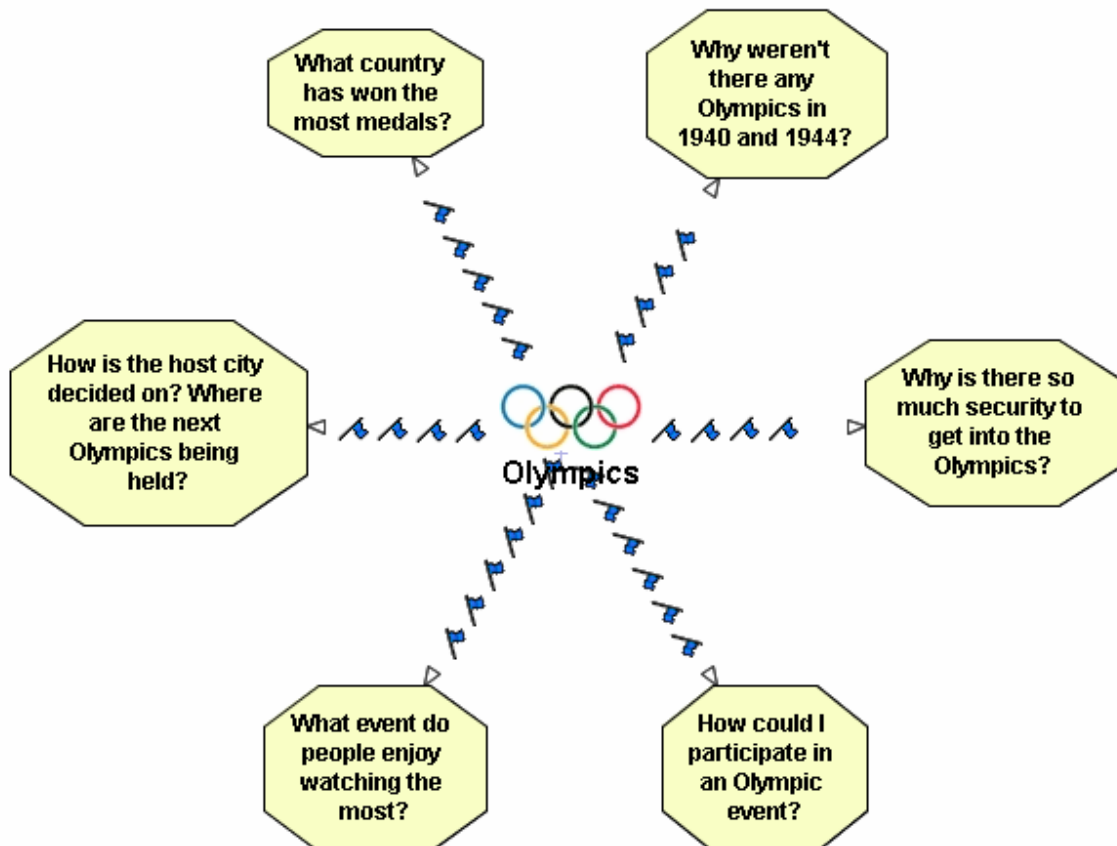 What country
has won the
most medals?
Why weren't
there any
Olympics in
1940 and 1944?
How is the host city
decided on? Where
are the next
Olympics being
held?
Olympics
Why is there so
much security to
get into the
Olympics?
What event do
people enjoy
watching the
most?
How could I
participate in
an Olympic
event?